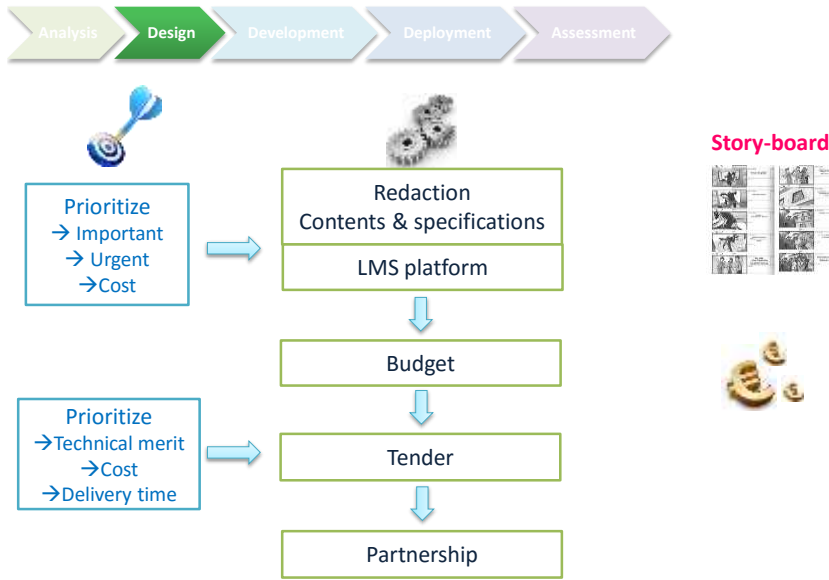 Analysis
Design
Development
Deployment
Assessment
Story-board
Prioritize
→ Important
→ Urgent
→Cost
Redaction
Contents & specifications
LMS platform
Budget
Prioritize
→Technical merit
→Cost
→Delivery time
Tender
Partnership